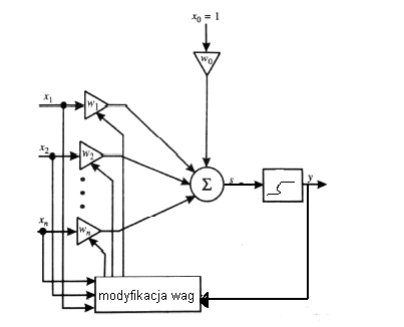 x₀ = 1
w₀
x₁
w₁
x₂
w₂
Σ
s
y
xₙ
wₙ
modyfikacja wag